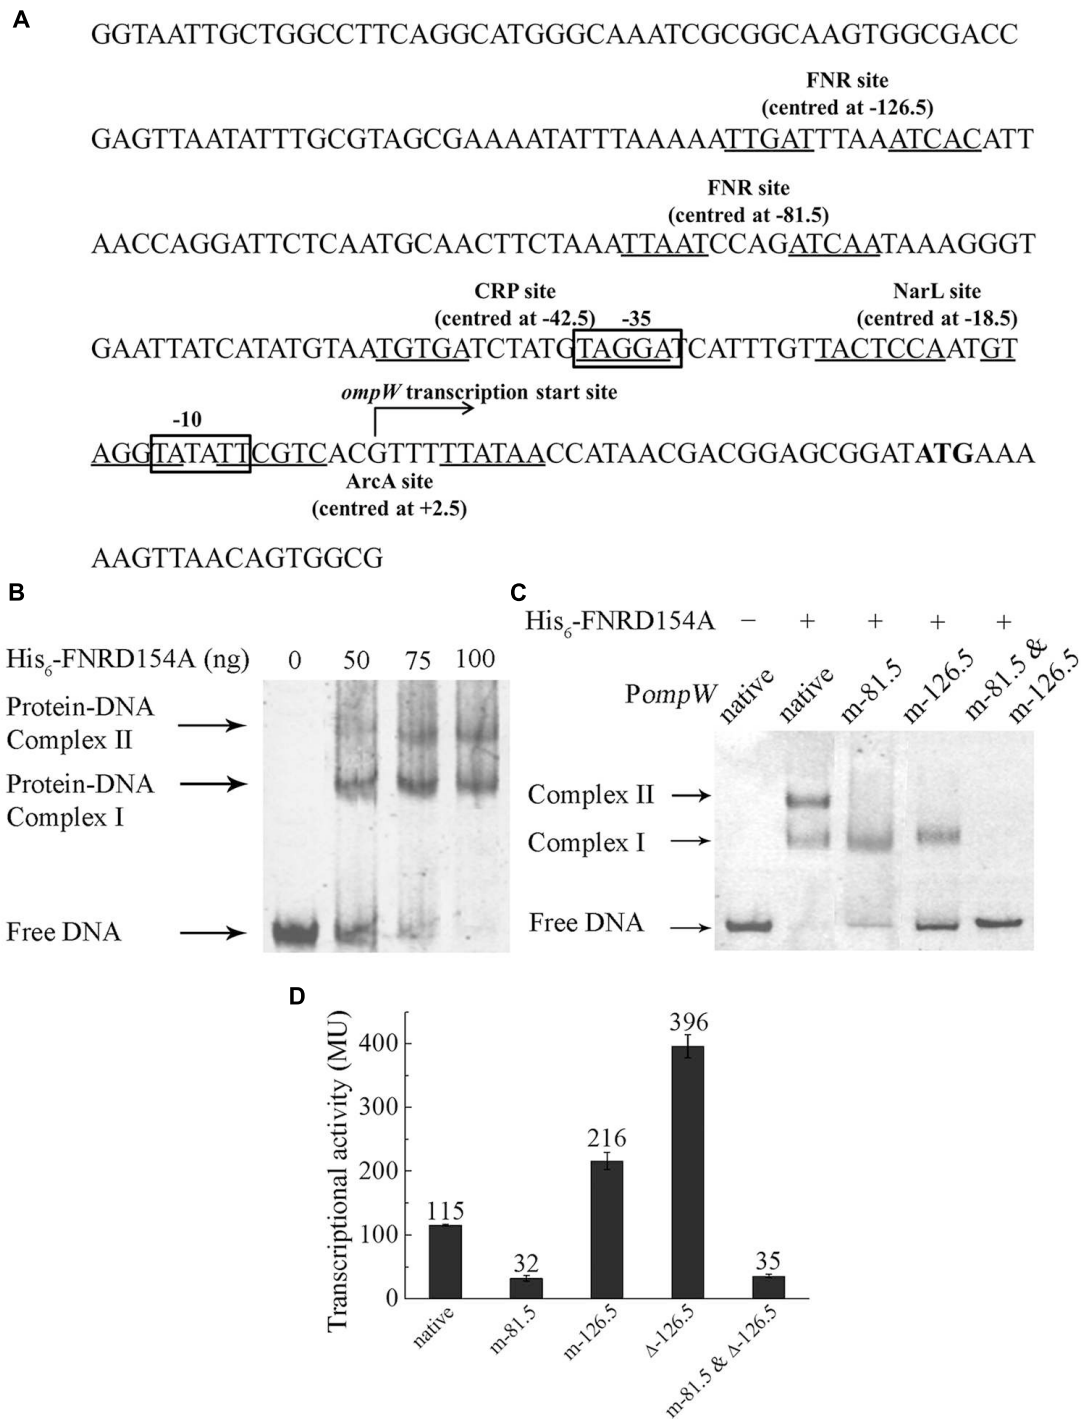 A
GGTAATTGCTGGCCTTCAGGCATGGGCAAATCGCGGCAAGTGGCGACC
FNR site
(centred at -126.5)
GAGTTAATATTTGCGTAGCGAAAATATTTAAAAATTGATTTAAATCACATT
FNR site
(centred at -81.5)
AACCAGGATTCTCAATGCAACTTCTAAATTAATCCAGATCAATAAAGGGT
CRP site
(centred at -42.5)
-35
NarL site
(centred at -18.5)
GAATTATCATATGTAATGTGATCTATGTAGGATCATTTGTTACTCCAATGT
ompW transcription start site
-10
AGGTATATTCGTCACGTTTTTATAACCATAACGACGGAGCGGATATGAAA
ArcA site
(centred at +2.5)
AAGTTAACAGTGGCG
B
His6-FNRD154A (ng) 0 50 75 100
Protein-DNA
Complex II
Protein-DNA
Complex I
Free DNA
C
His6-FNRD154A − + + + +
PompW native native m-81.5 m-126.5 m-81.5 & m-126.5
Complex II
Complex I
Free DNA
D
Transcriptional activity (MU)
400
300
200
100
0
115
32
216
396
35
native
m-81.5
m-126.5
Δ-126.5
m-81.5 & Δ-126.5